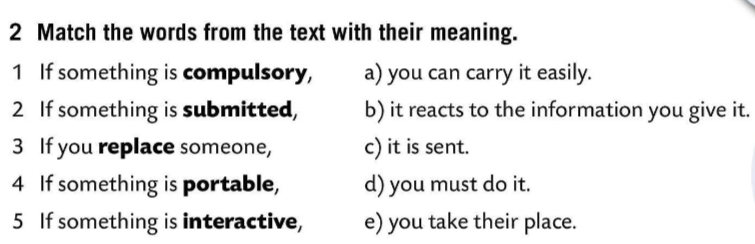 2 Match the words from the text with their meaning.
1 If something is compulsory, a) you can carry it easily.
2 If something is submitted, b) it reacts to the information you give it.
3 If you replace someone, c) it is sent.
4 If something is portable, d) you must do it.
5 If something is interactive, e) you take their place.